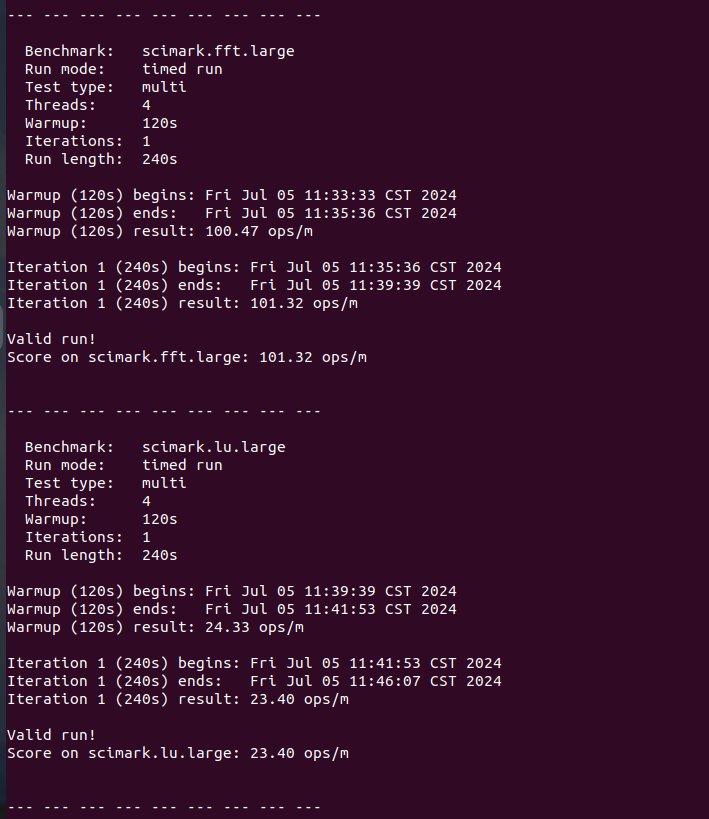 --- --- --- --- --- --- --- --- ---
Benchmark:   scimark.fft.large
Run mode:    timed run
Test type:   multi
Threads:     4
Warmup:      120s
Iterations:  1
Run length:  240s
Warmup (120s) begins: Fri Jul 05 11:33:33 CST 2024
Warmup (120s) ends:   Fri Jul 05 11:35:36 CST 2024
Warmup (120s) result: 100.47 ops/m
Iteration 1 (240s) begins: Fri Jul 05 11:35:36 CST 2024
Iteration 1 (240s) ends:   Fri Jul 05 11:39:39 CST 2024
Iteration 1 (240s) result: 101.32 ops/m
Valid run!
Score on scimark.fft.large: 101.32 ops/m
--- --- --- --- --- --- --- --- ---
Benchmark:   scimark.lu.large
Run mode:    timed run
Test type:   multi
Threads:     4
Warmup:      120s
Iterations:  1
Run length:  240s
Warmup (120s) begins: Fri Jul 05 11:39:39 CST 2024
Warmup (120s) ends:   Fri Jul 05 11:41:53 CST 2024
Warmup (120s) result: 24.33 ops/m
Iteration 1 (240s) begins: Fri Jul 05 11:41:53 CST 2024
Iteration 1 (240s) ends:   Fri Jul 05 11:46:07 CST 2024
Iteration 1 (240s) result: 23.40 ops/m
Valid run!
Score on scimark.lu.large: 23.40 ops/m
--- --- --- --- --- --- --- --- ---